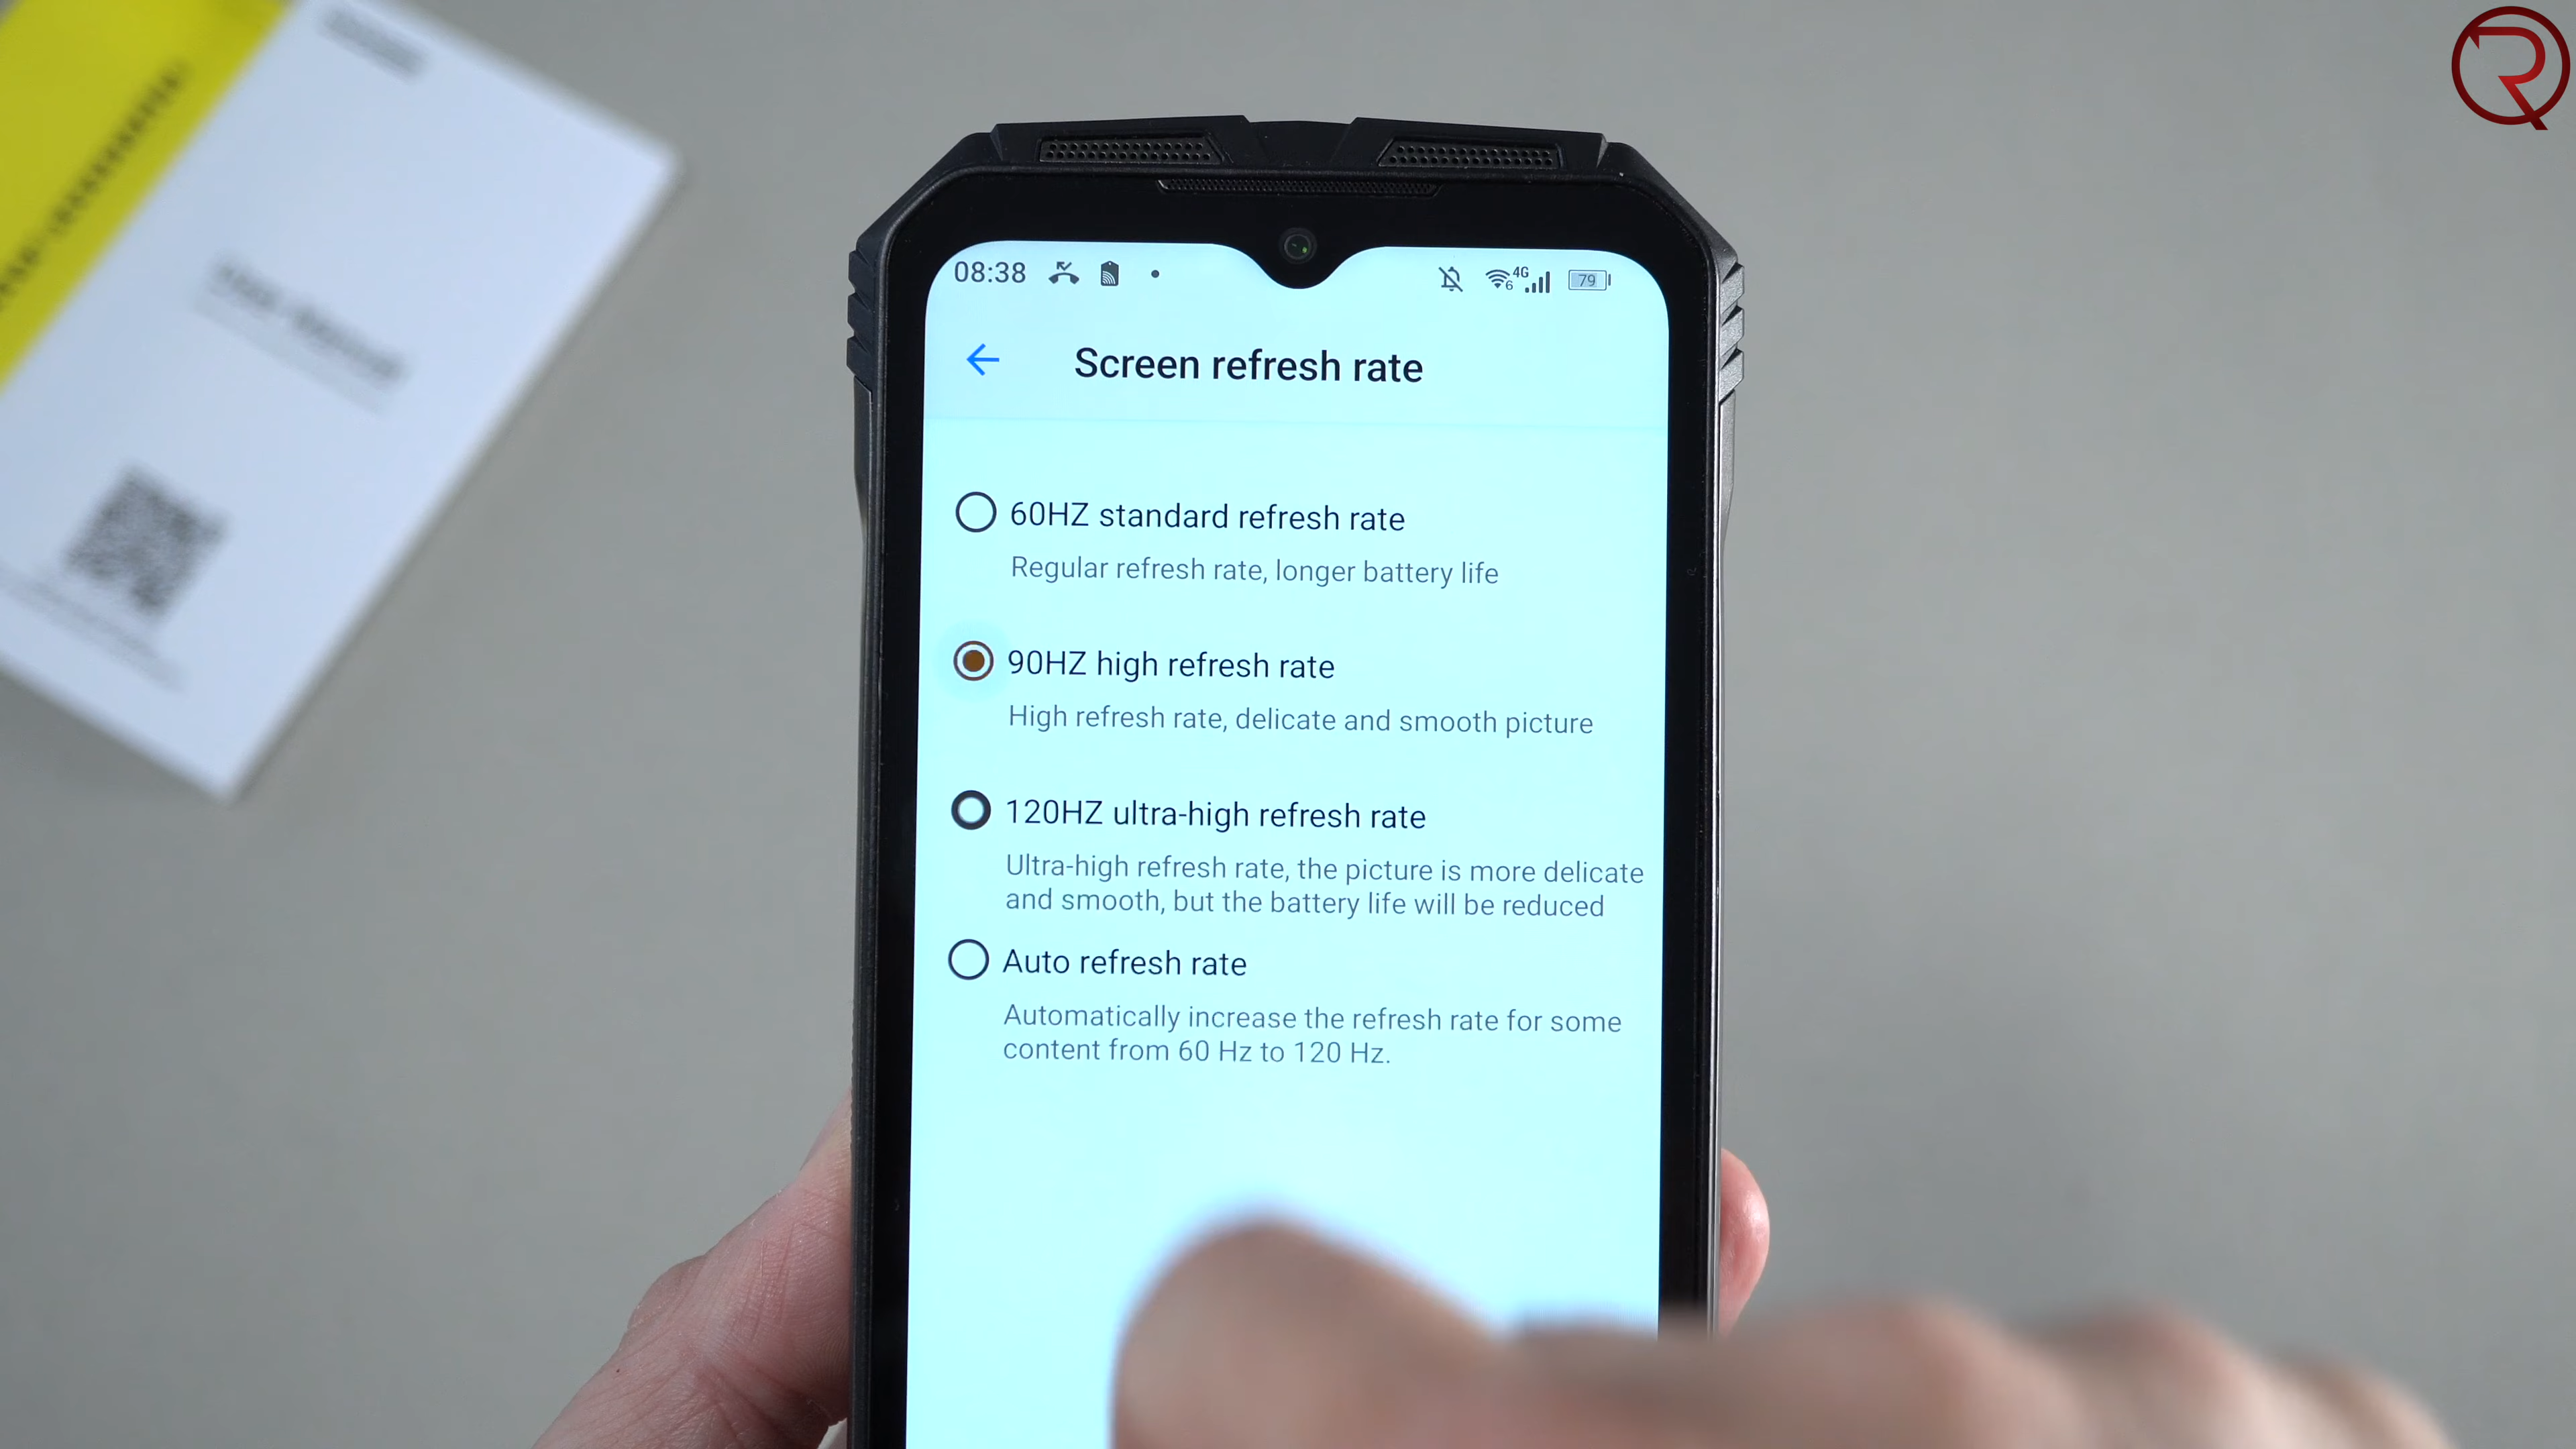 08:38
4G
6
79
Screen refresh rate
60HZ standard refresh rate
Regular refresh rate, longer battery life
90HZ high refresh rate
High refresh rate, delicate and smooth picture
120HZ ultra-high refresh rate
Ultra-high refresh rate, the picture is more delicate
and smooth, but the battery life will be reduced
Auto refresh rate
Automatically increase the refresh rate for some
content from 60 Hz to 120 Hz.